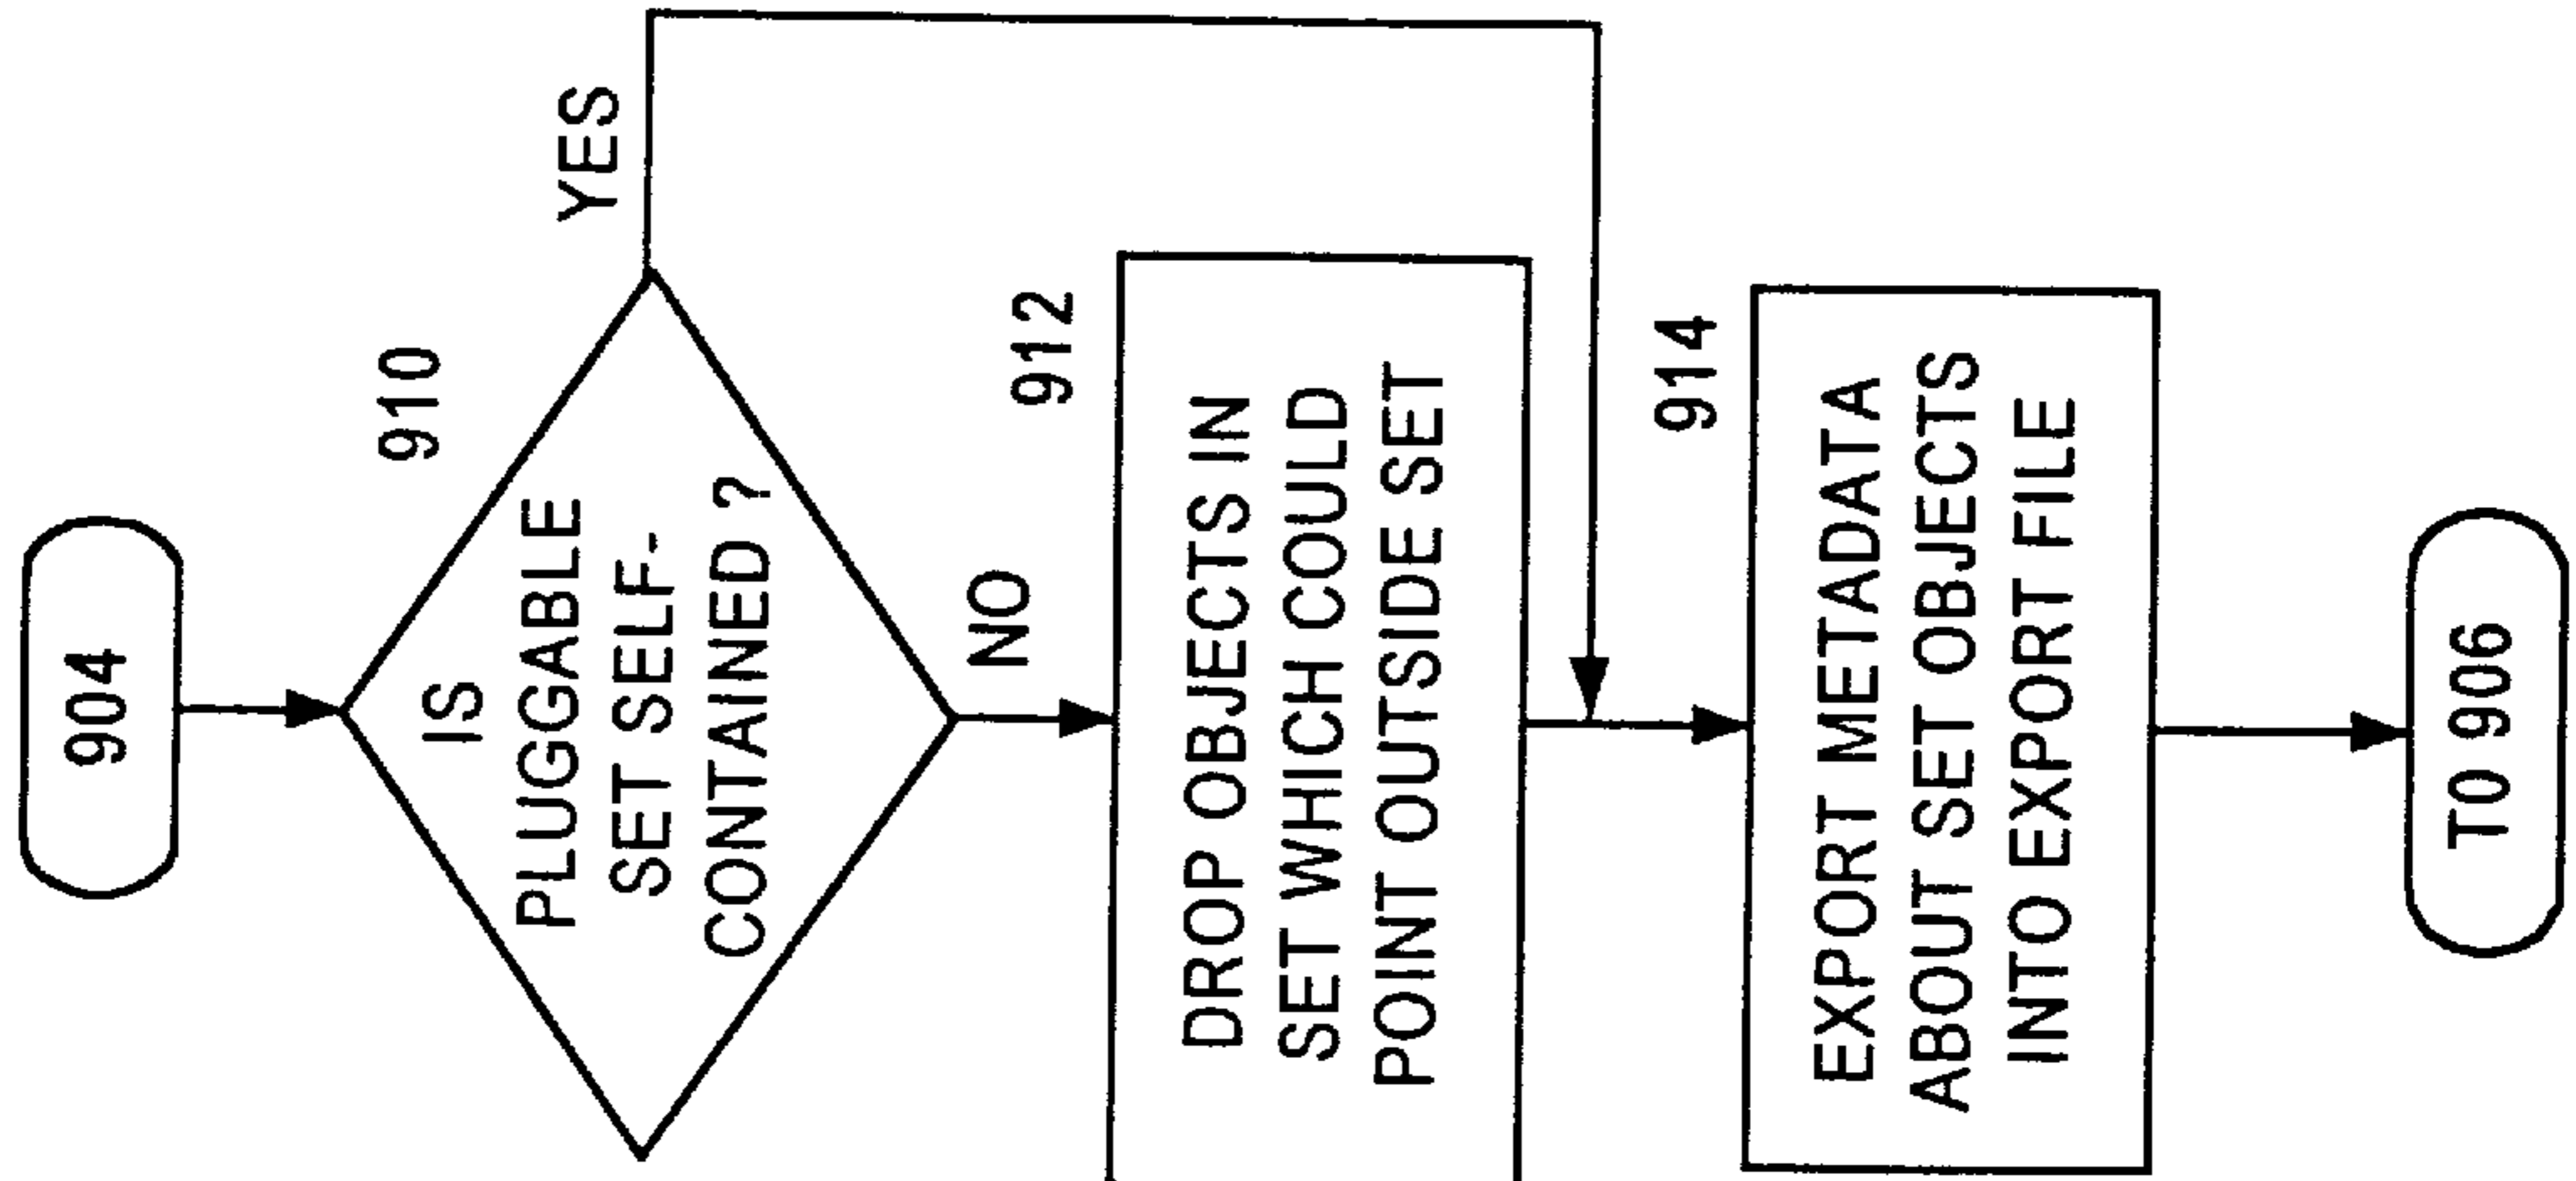 904
910
IS
PLUGGABLE
SET SELF-
CONTAINED ?
YES
NO
912
DROP OBJECTS IN
SET WHICH COULD
POINT OUTSIDE SET
914
EXPORT METADATA
ABOUT SET OBJECTS
INTO EXPORT FILE
TO 906